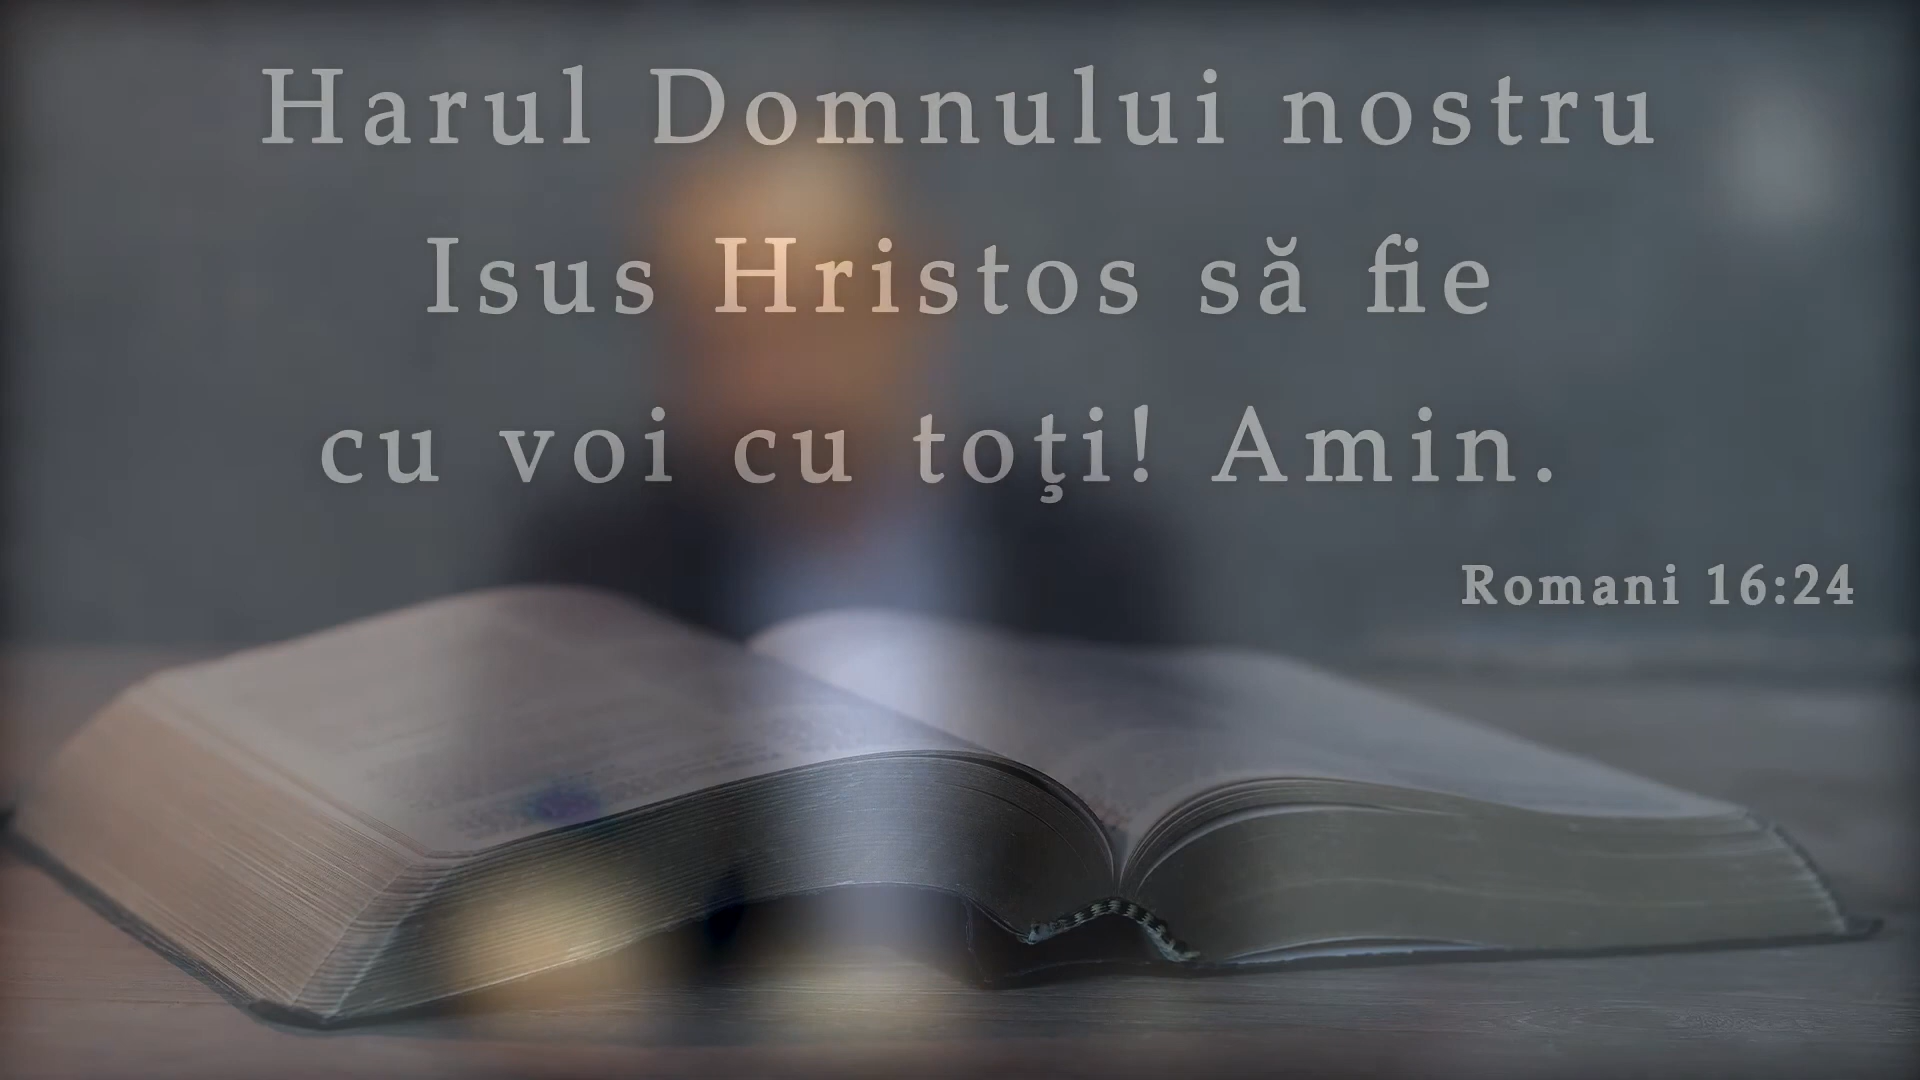 Harul Domnului nostru
Isus Hristos să fie
cu voi cu toţi! Amin.
Romani 16:24